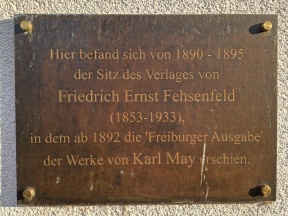 Hier befand sich von 1890 - 1895
der Sitz des Verlages von
Friedrich Ernst Fehsenfeld
(1853-1933),
in dem ab 1892 die 'Freiburger Ausgabe'
der Werke von Karl May erschien.